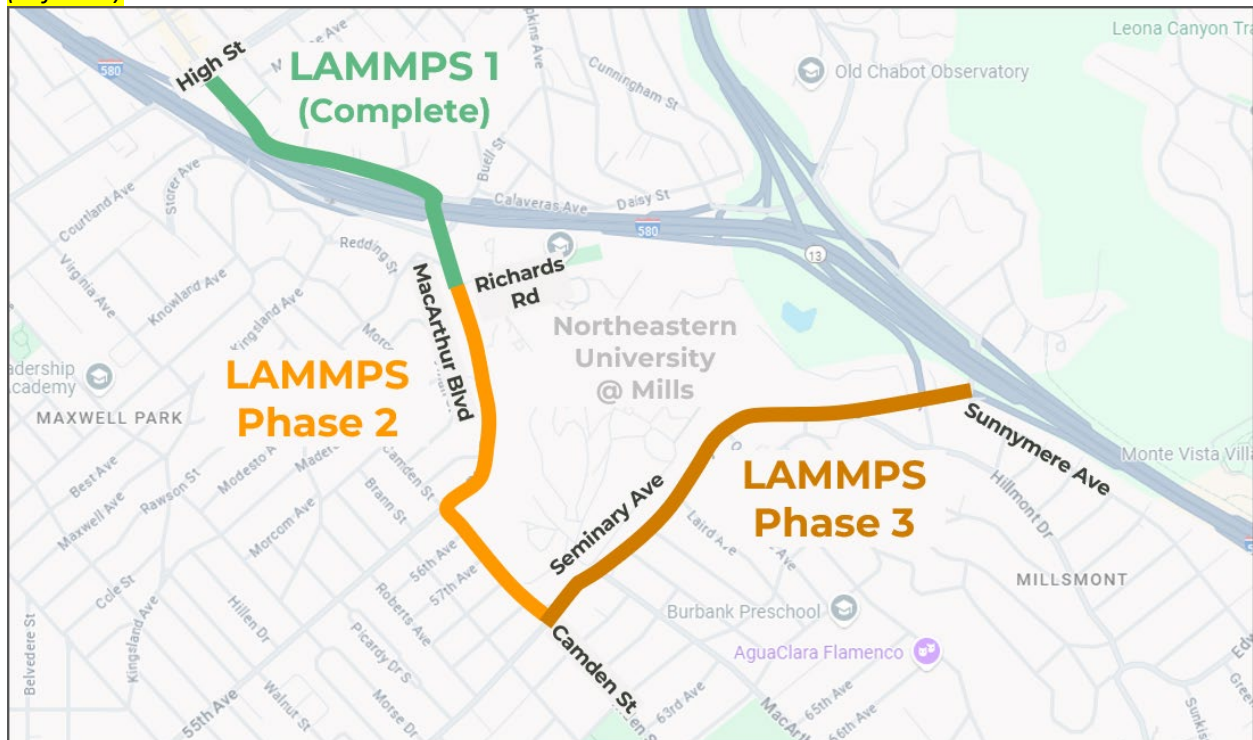 Leona Canyon Tra
High St
LAMMPS 1
(Complete)
580
Cunningham St
Old Chabot Observatory
Buell St
Storer Ave
Courtland Ave
Calaveras Ave
Daisy St
580
13
Redding St
Virginia Ave
Knowland Ave
Kingsland Ave
MacArthur Blvd
Richards
Rd
Northeastern
University
@ Mills
LAMMPS
Phase 2
MAXWELL PARK
Sunnymere Ave
Monte Vista Villa
LAMMPS
Phase 3
Best Ave
Maxwell Ave
Rawson St
Modesto A
Camden St
Brann St
Morcom Ave
Seminary Ave
Laird Ave
Hillmont Dr
MILLSMONT
56th Ave
57th Ave
Cole St
Kingsland Ave
Hillen Dr
Roberts Ave
Picardy Dr S
Burbank Preschool
AguaClara Flamenco
Camden St
Belvedere St
55th Ave
Walnut St
Morse Dr
63rd Ave
65th Ave
66th Ave
MacArt